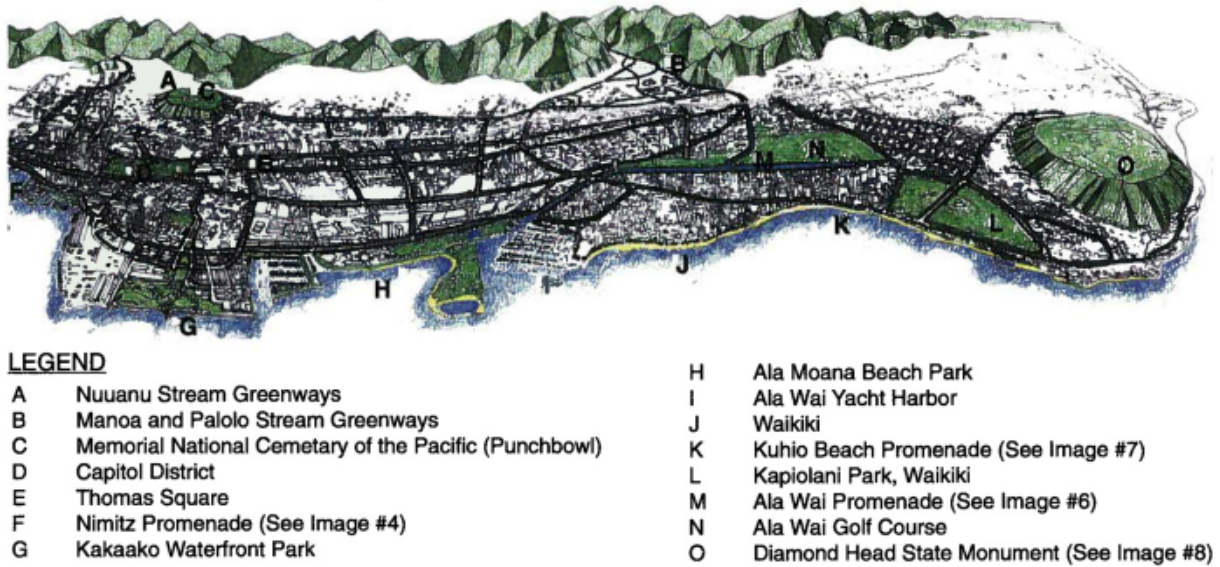 A
C
B
D
E
F
M
N
O
L
K
J
I
H
G
LEGEND
A Nuuanu Stream Greenways
B Manoa and Palolo Stream Greenways
C Memorial National Cemetary of the Pacific (Punchbowl)
D Capitol District
E Thomas Square
F Nimitz Promenade (See Image #4)
G Kakaako Waterfront Park
H Ala Moana Beach Park
I Ala Wai Yacht Harbor
J Waikiki
K Kuhio Beach Promenade (See Image #7)
L Kapiolani Park, Waikiki
M Ala Wai Promenade (See Image #6)
N Ala Wai Golf Course
O Diamond Head State Monument (See Image #8)